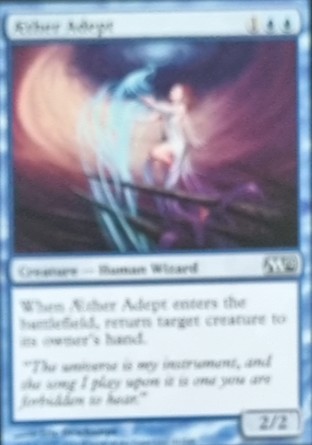 Æther Adept
1
Creature — Human Wizard
When Æther Adept enters the
battlefield, return target creature to
its owner's hand.
"The universe is my instrument, and
the song I play upon it is one you are
forbidden to hear."
2/2